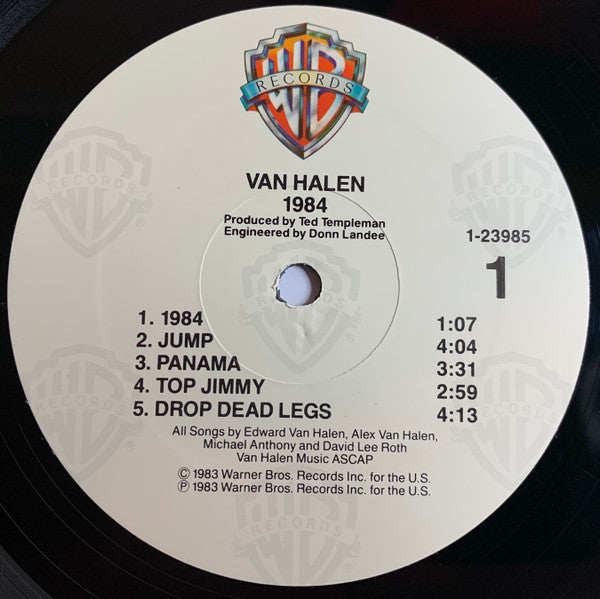 WB
RECORDS
VAN HALEN
1984
Produced by Ted Templeman
Engineered by Donn Landee
1-23985
1
1. 1984 1:07
2. JUMP 4:04
3. PANAMA 3:31
4. TOP JIMMY 2:59
5. DROP DEAD LEGS 4:13
All Songs by Edward Van Halen, Alex Van Halen,
Michael Anthony and David Lee Roth
Van Halen Music ASCAP
© 1983 Warner Bros. Records Inc. for the U.S.
℗ 1983 Warner Bros. Records Inc. for the U.S.